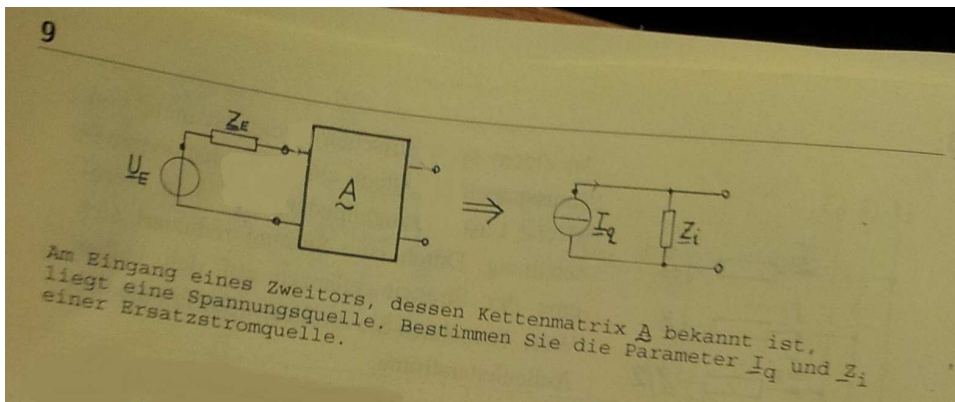 9
Z_E
U_E
A
I_q
Z_i
Am Eingang eines Zweitors, dessen Kettenmatrix A bekannt ist,
liegt eine Spannungsquelle. Bestimmen Sie die Parameter I_q und Z_i
einer Ersatzstromquelle.